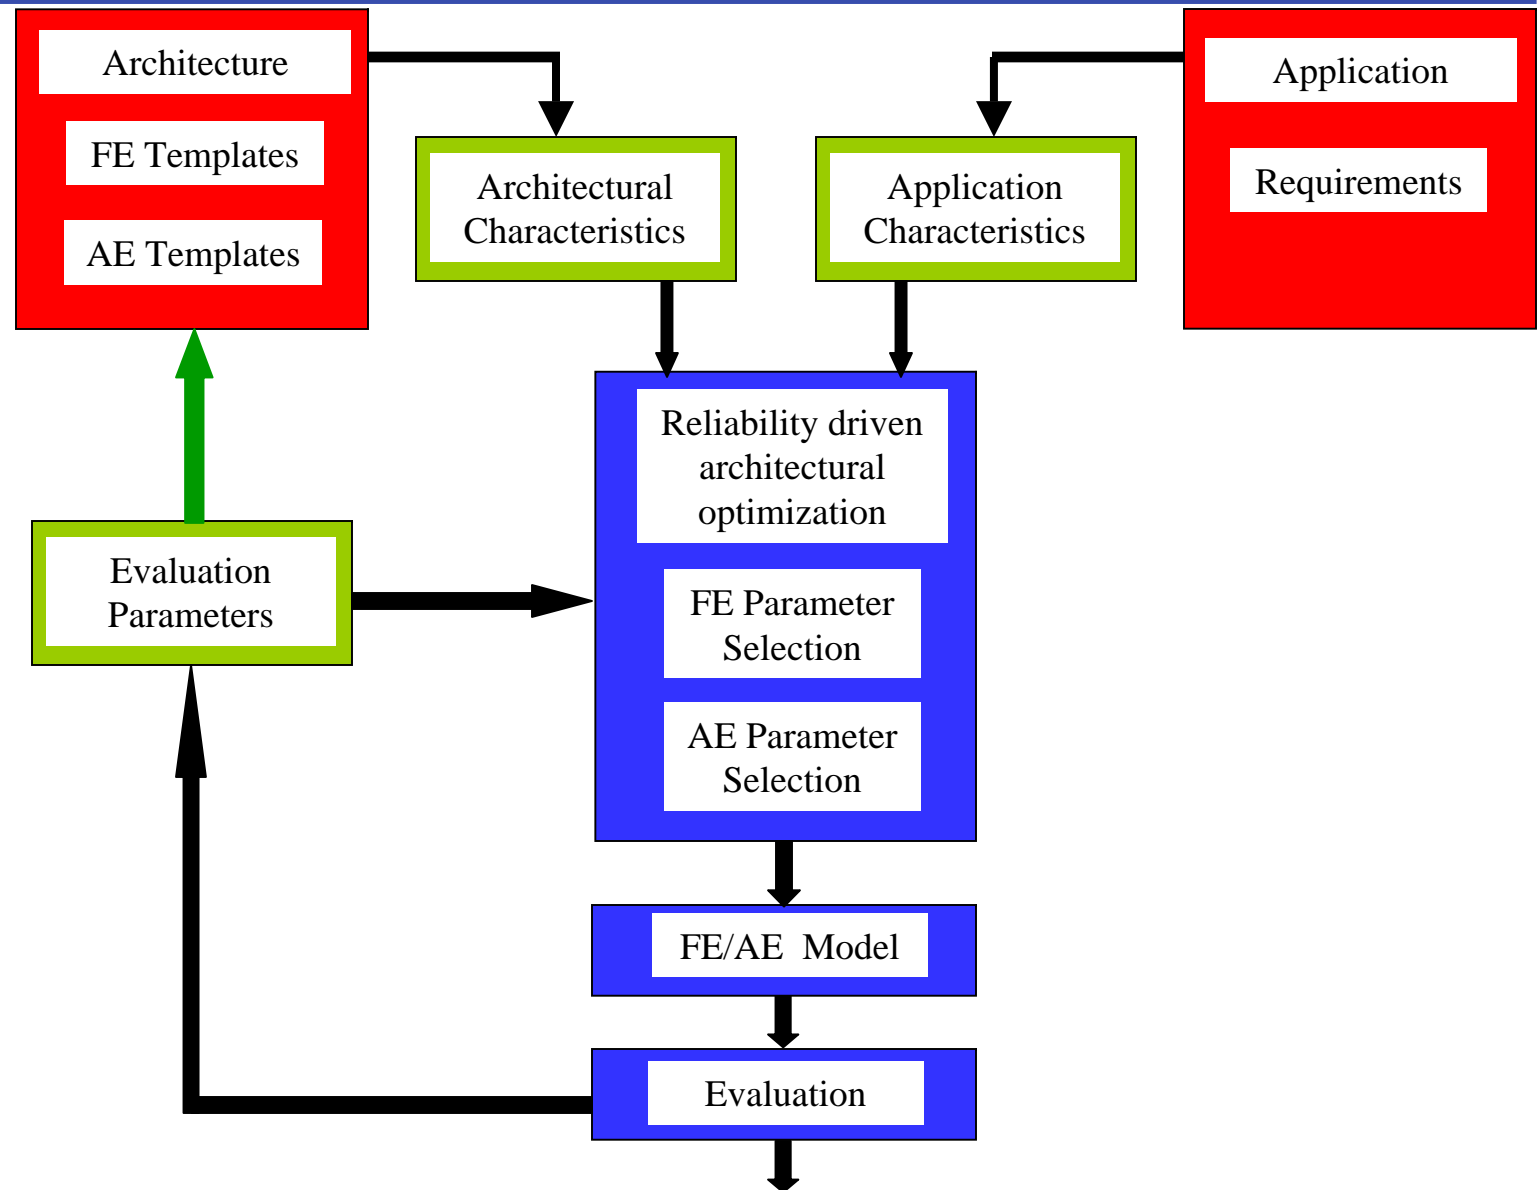 Architecture
FE Templates
AE Templates
Architectural
Characteristics
Application
Characteristics
Application
Requirements
Reliability driven
architectural
optimization
FE Parameter
Selection
AE Parameter
Selection
Evaluation
Parameters
FE/AE  Model
Evaluation